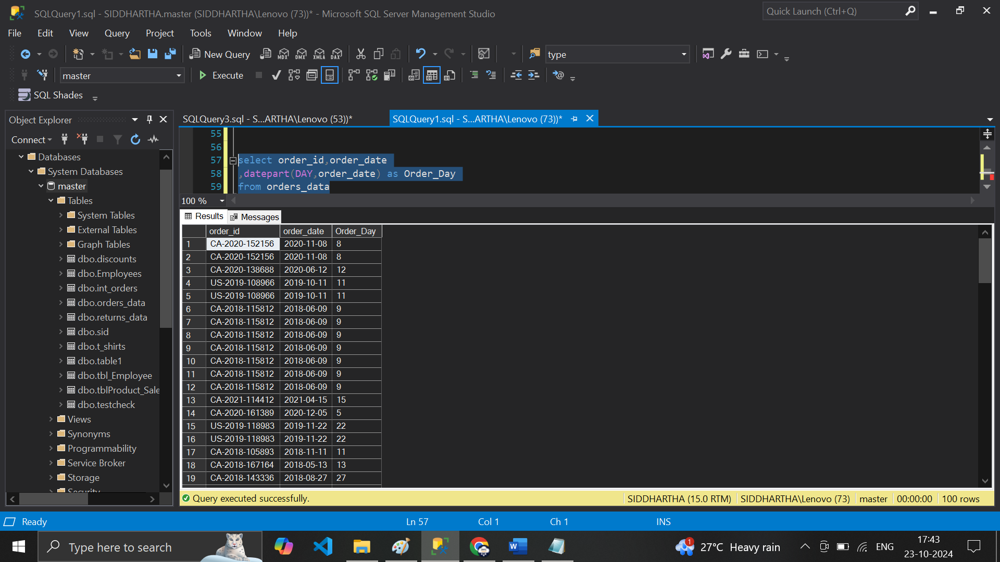 SQLQuery1.sql - SIDDHARTHA.master (SIDDHARTHA\Lenovo (73))* - Microsoft SQL Server Management Studio
Quick Launch (Ctrl+Q)
File Edit View Query Project Tools Window Help
New Query MDX DMX XMLA DAX type
master Execute
SQL Shades
Object Explorer
Connect
Databases
System Databases
master
Tables
System Tables
External Tables
Graph Tables
dbo.discounts
dbo.Employees
dbo.int_orders
dbo.orders_data
dbo.returns_data
dbo.sid
dbo.t_shirts
dbo.table1
dbo.tbl_Employee
dbo.tblProduct_Sale
dbo.testcheck
Views
Synonyms
Programmability
Service Broker
Storage
Security
SQLQuery3.sql - S...ARTHA\Lenovo (53))* SQLQuery1.sql - S...ARTHA\Lenovo (73))*
55
56
57 select order_id,order_date
58 ,datepart(DAY,order_date) as Order_Day
59 from orders_data
100 %
Results Messages
order_id order_date Order_Day
1 CA-2020-152156 2020-11-08 8
2 CA-2020-152156 2020-11-08 8
3 CA-2020-138688 2020-06-12 12
4 US-2019-108966 2019-10-11 11
5 US-2019-108966 2019-10-11 11
6 CA-2018-115812 2018-06-09 9
7 CA-2018-115812 2018-06-09 9
8 CA-2018-115812 2018-06-09 9
9 CA-2018-115812 2018-06-09 9
10 CA-2018-115812 2018-06-09 9
11 CA-2018-115812 2018-06-09 9
12 CA-2018-115812 2018-06-09 9
13 CA-2021-114412 2021-04-15 15
14 CA-2020-161389 2020-12-05 5
15 US-2019-118983 2019-11-22 22
16 US-2019-118983 2019-11-22 22
17 CA-2018-105893 2018-11-11 11
18 CA-2018-167164 2018-05-13 13
19 CA-2018-143336 2018-08-27 27
Query executed successfully. SIDDHARTHA (15.0 RTM) SIDDHARTHA\Lenovo (73) master 00:00:00 100 rows
Ready Ln 57 Col 1 Ch 1 INS
Type here to search
1 27°C Heavy rain ENG
17:43
23-10-2024